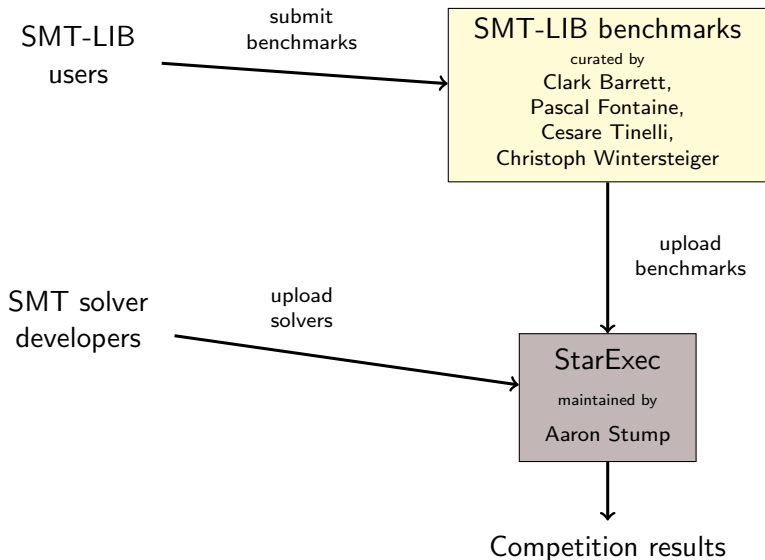 SMT-LIB
users
submit
benchmarks
SMT-LIB benchmarks
curated by
Clark Barrett,
Pascal Fontaine,
Cesare Tinelli,
Christoph Wintersteiger
upload
benchmarks
SMT solver
developers
upload
solvers
StarExec
maintained by
Aaron Stump
Competition results